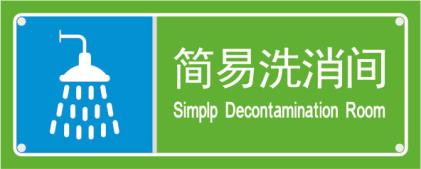 简易洗消间
Simplp Decontamination Room